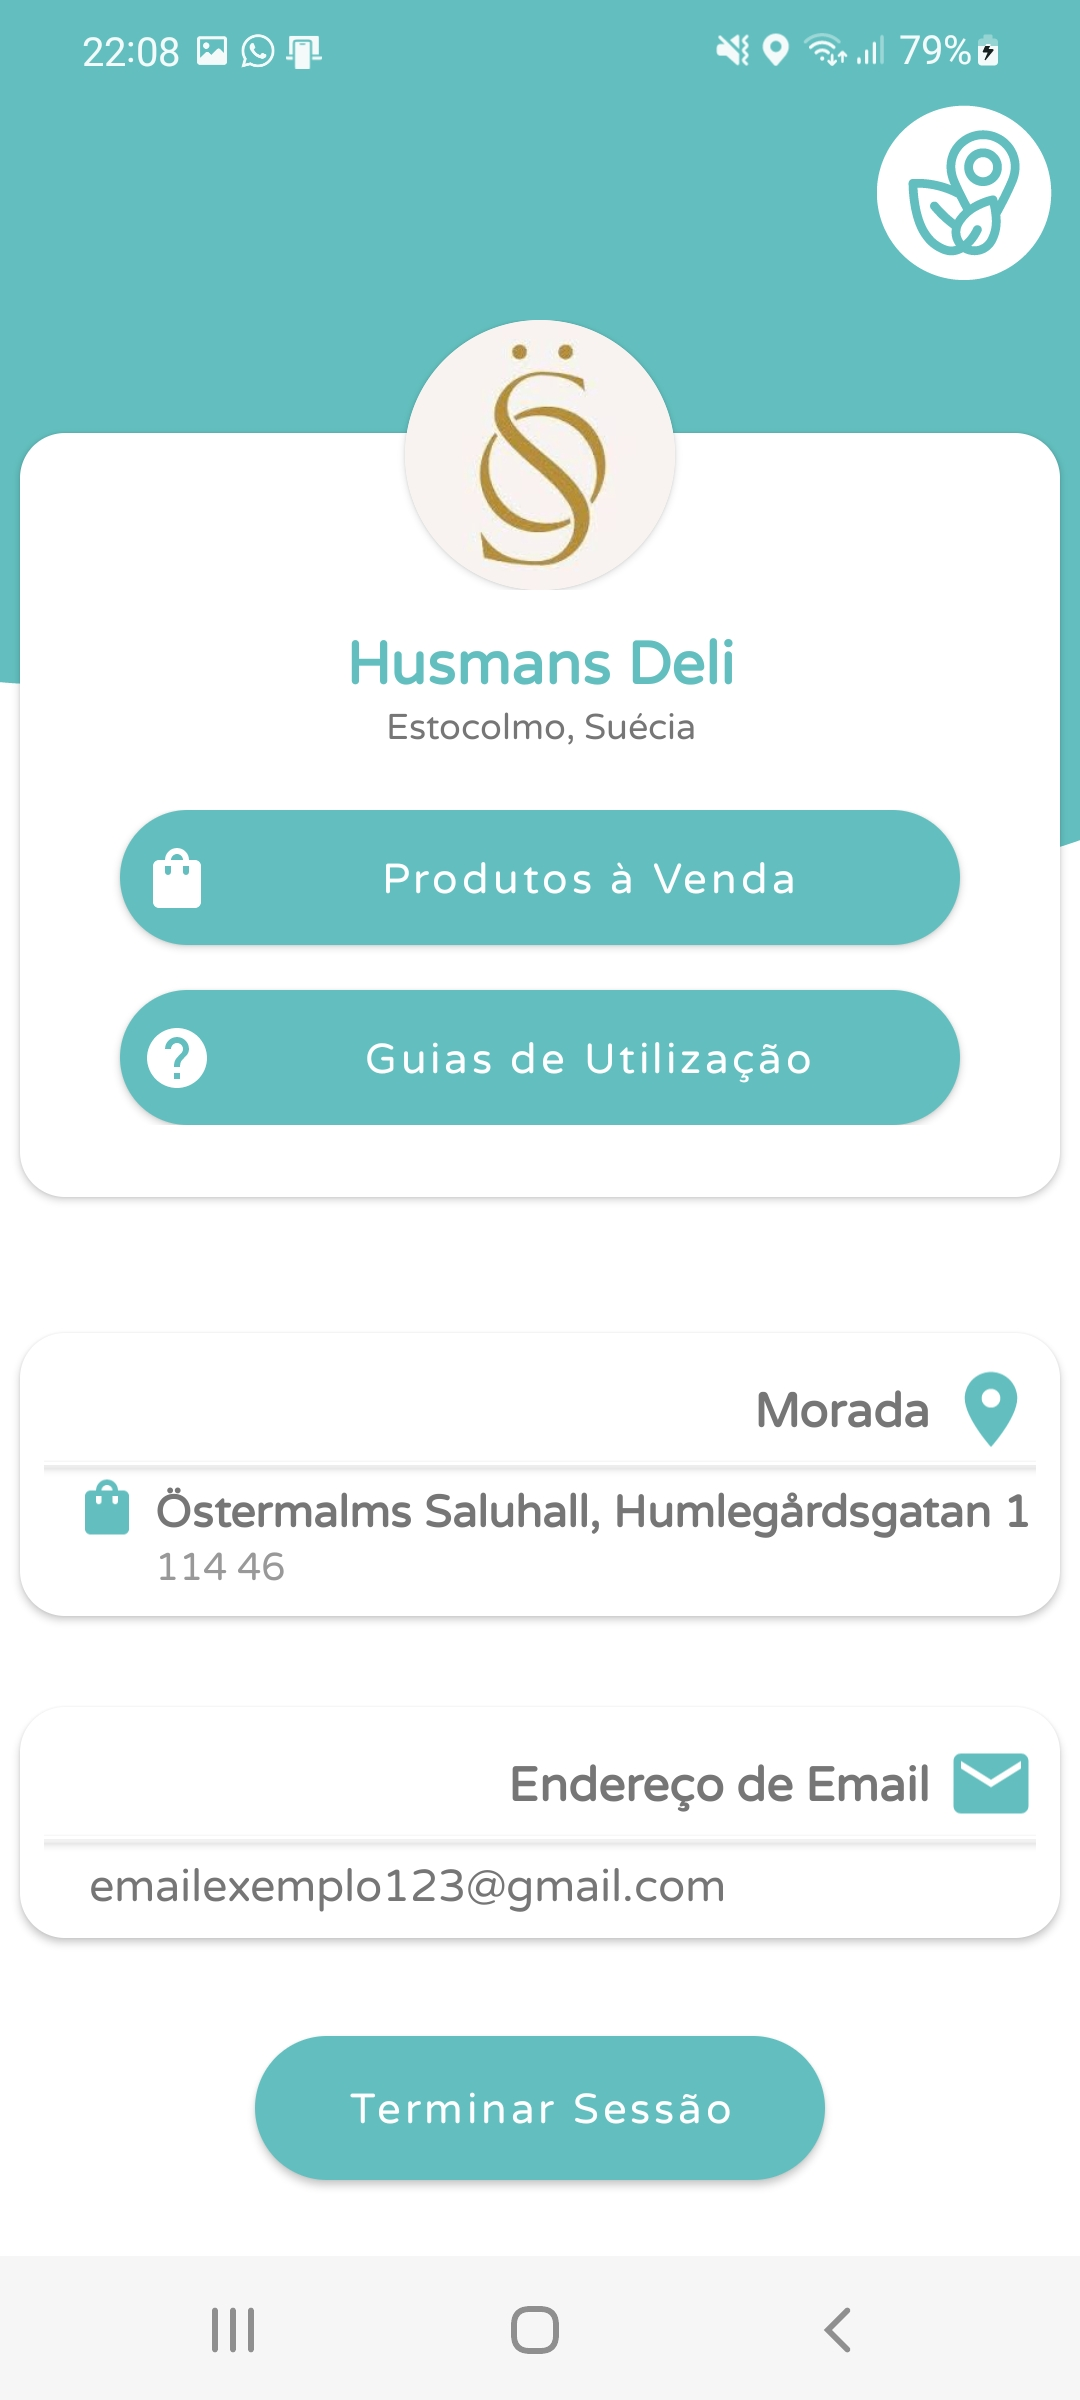 22:08
79%
ÖS
Husmans Deli
Estocolmo, Suécia
Produtos à Venda
Guias de Utilização
Morada
Östermalms Saluhall, Humlegårdsgatan 1
114 46
Endereço de Email
emailexemplo123@gmail.com
Terminar Sessão